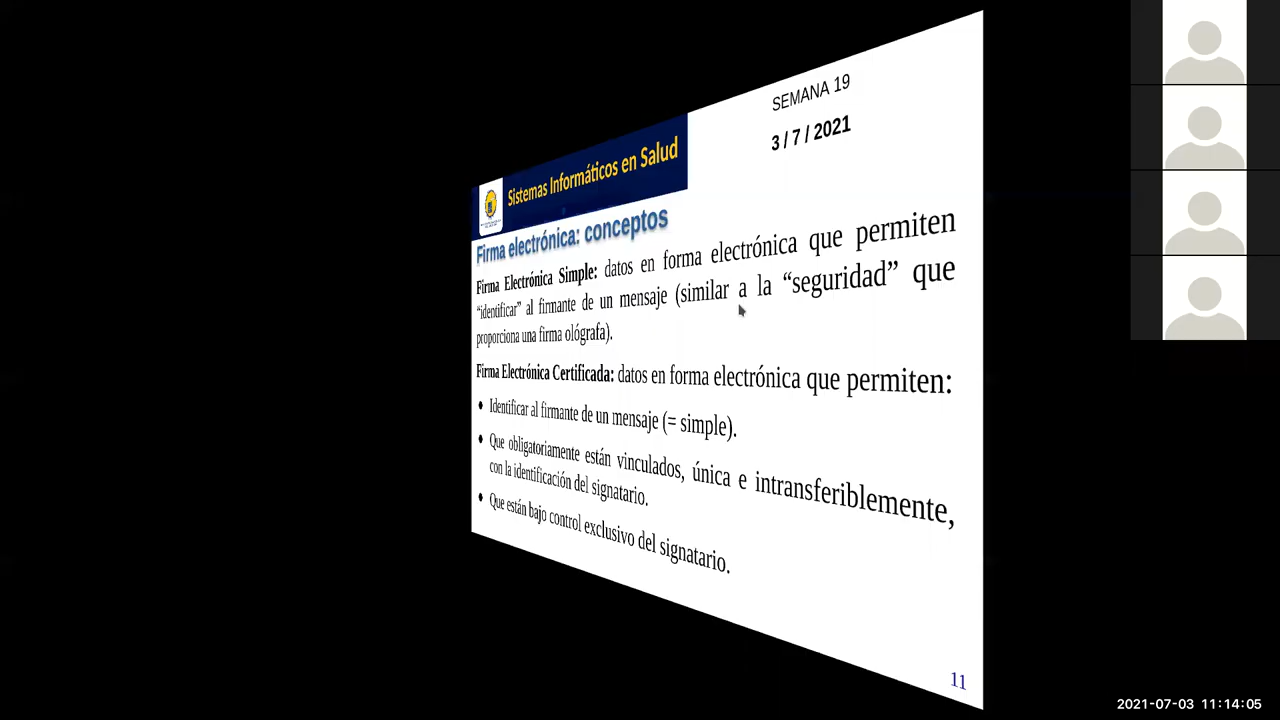 SEMANA 19
3 / 7 / 2021
Sistemas Informáticos en Salud
Firma electrónica: conceptos
Firma Electrónica Simple: datos en forma electrónica que permiten
“identificar” al firmante de un mensaje (similar a la “seguridad” que
proporciona una firma ológrafa).
Firma Electrónica Certificada: datos en forma electrónica que permiten:
• Identificar al firmante de un mensaje (= simple).
• Que obligatoriamente están vinculados, única e intransferiblemente,
con la identificación del signatario.
• Que están bajo control exclusivo del signatario.
11
2021-07-03 11:14:05